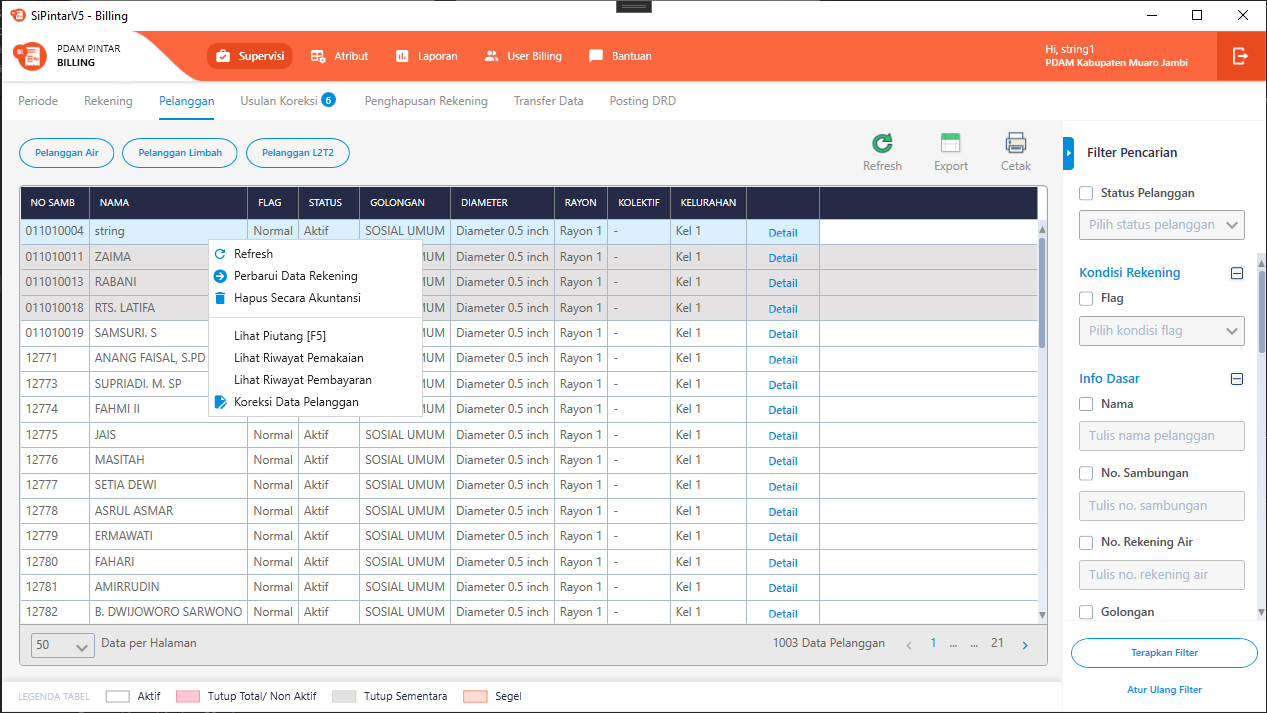 SiPintarV5 - Billing
PDAM PINTAR
BILLING
Supervisi Atribut Laporan User Billing Bantuan
Hi, string1
PDAM Kabupaten Muaro Jambi
Periode Rekening Pelanggan Usulan Koreksi 6 Penghapusan Rekening Transfer Data Posting DRD
Pelanggan Air Pelanggan Limbah Pelanggan L2T2
Refresh Export Cetak
NO SAMB NAMA FLAG STATUS GOLONGAN DIAMETER RAYON KOLEKTIF KELURAHAN
011010004 string Normal Aktif SOSIAL UMUM Diameter 0.5 inch Rayon 1 - Kel 1 Detail
011010011 ZAIMA UMUM Diameter 0.5 inch Rayon 1 - Kel 1 Detail
011010013 RABANI UMUM Diameter 0.5 inch Rayon 1 - Kel 1 Detail
011010018 RTS. LATIFA UMUM Diameter 0.5 inch Rayon 1 - Kel 1 Detail
011010019 SAMSURI. S UMUM Diameter 0.5 inch Rayon 1 - Kel 1 Detail
12771 ANANG FAISAL, S.PD UMUM Diameter 0.5 inch Rayon 1 - Kel 1 Detail
12773 SUPRIADI. M. SP UMUM Diameter 0.5 inch Rayon 1 - Kel 1 Detail
12774 FAHMI II UMUM Diameter 0.5 inch Rayon 1 - Kel 1 Detail
12775 JAIS Normal Aktif SOSIAL UMUM Diameter 0.5 inch Rayon 1 - Kel 1 Detail
12776 MASITAH Normal Aktif SOSIAL UMUM Diameter 0.5 inch Rayon 1 - Kel 1 Detail
12777 SETIA DEWI Normal Aktif SOSIAL UMUM Diameter 0.5 inch Rayon 1 - Kel 1 Detail
12778 ASRUL ASMAR Normal Aktif SOSIAL UMUM Diameter 0.5 inch Rayon 1 - Kel 1 Detail
12779 ERMAWATI Normal Aktif SOSIAL UMUM Diameter 0.5 inch Rayon 1 - Kel 1 Detail
12780 FAHARI Normal Aktif SOSIAL UMUM Diameter 0.5 inch Rayon 1 - Kel 1 Detail
12781 AMIRRUDIN Normal Aktif SOSIAL UMUM Diameter 0.5 inch Rayon 1 - Kel 1 Detail
12782 B. DWIJOWORO SARWONO Normal Aktif SOSIAL UMUM Diameter 0.5 inch Rayon 1 - Kel 1 Detail
Refresh
Perbarui Data Rekening
Hapus Secara Akuntansi
Lihat Piutang [F5]
Lihat Riwayat Pemakaian
Lihat Riwayat Pembayaran
Koreksi Data Pelanggan
50 Data per Halaman 1003 Data Pelanggan 1 ... ... 21
LEGENDA TABEL Aktif Tutup Total/ Non Aktif Tutup Sementara Segel
Filter Pencarian
Status Pelanggan
Pilih status pelanggan
Kondisi Rekening
Flag
Pilih kondisi flag
Info Dasar
Nama
Tulis nama pelanggan
No. Sambungan
Tulis no. sambungan
No. Rekening Air
Tulis no. rekening air
Golongan
Terapkan Filter
Atur Ulang Filter